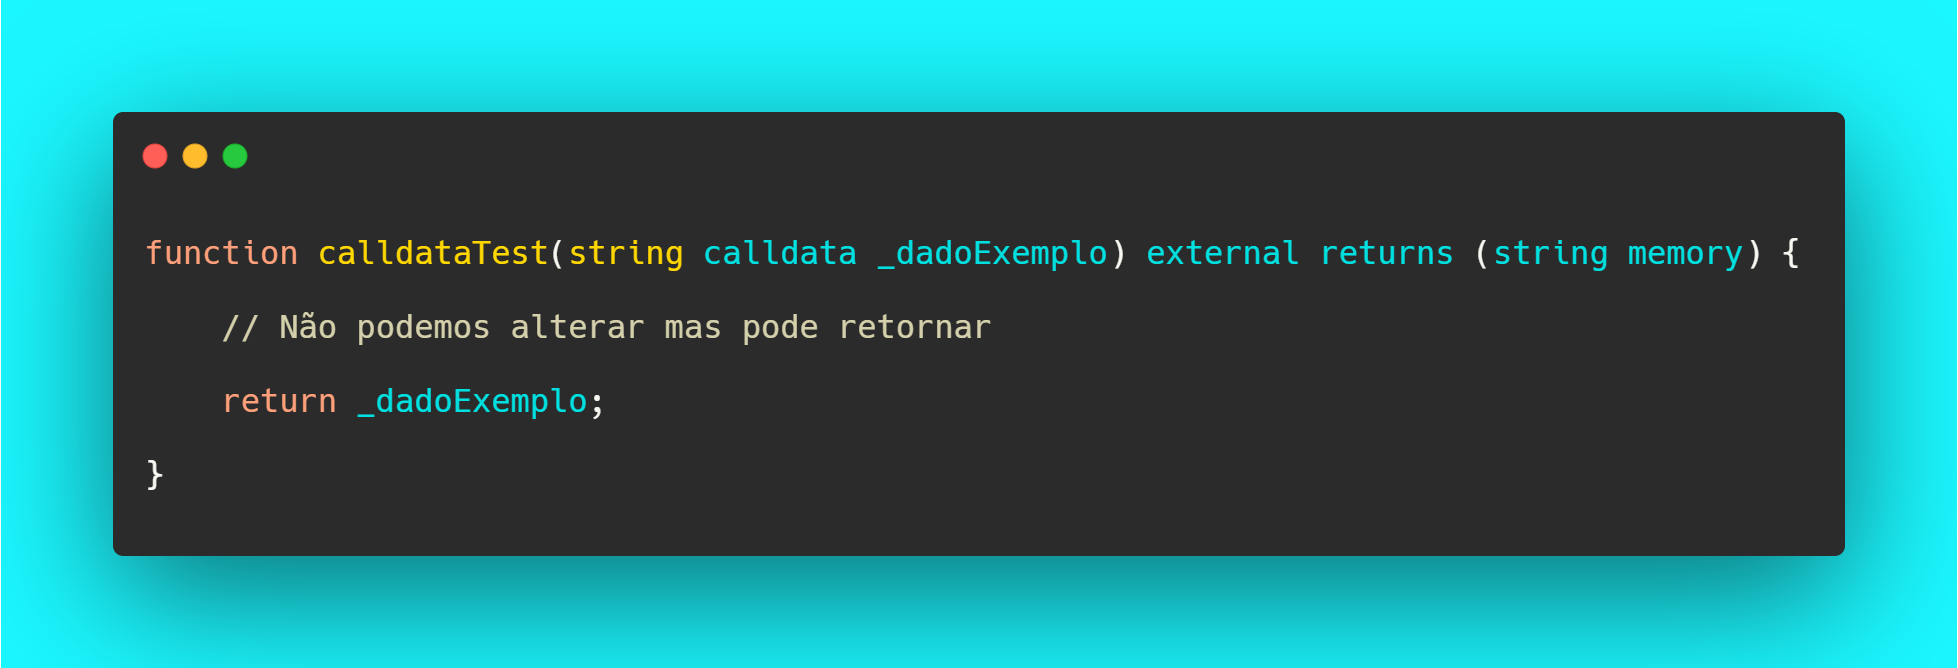 function calldataTest(string calldata _dadoExemplo) external returns (string memory) {
    // Não podemos alterar mas pode retornar
    return _dadoExemplo;
}